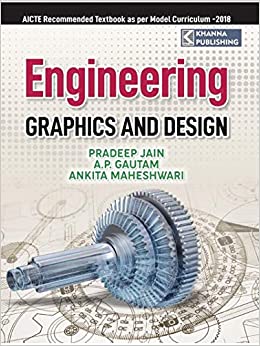 AICTE Recommended Textbook as per Model Curriculum -2018
KHANNA
PUBLISHING
Engineering
GRAPHICS AND DESIGN
PRADEEP JAIN
A.P. GAUTAM
ANKITA MAHESHWARI